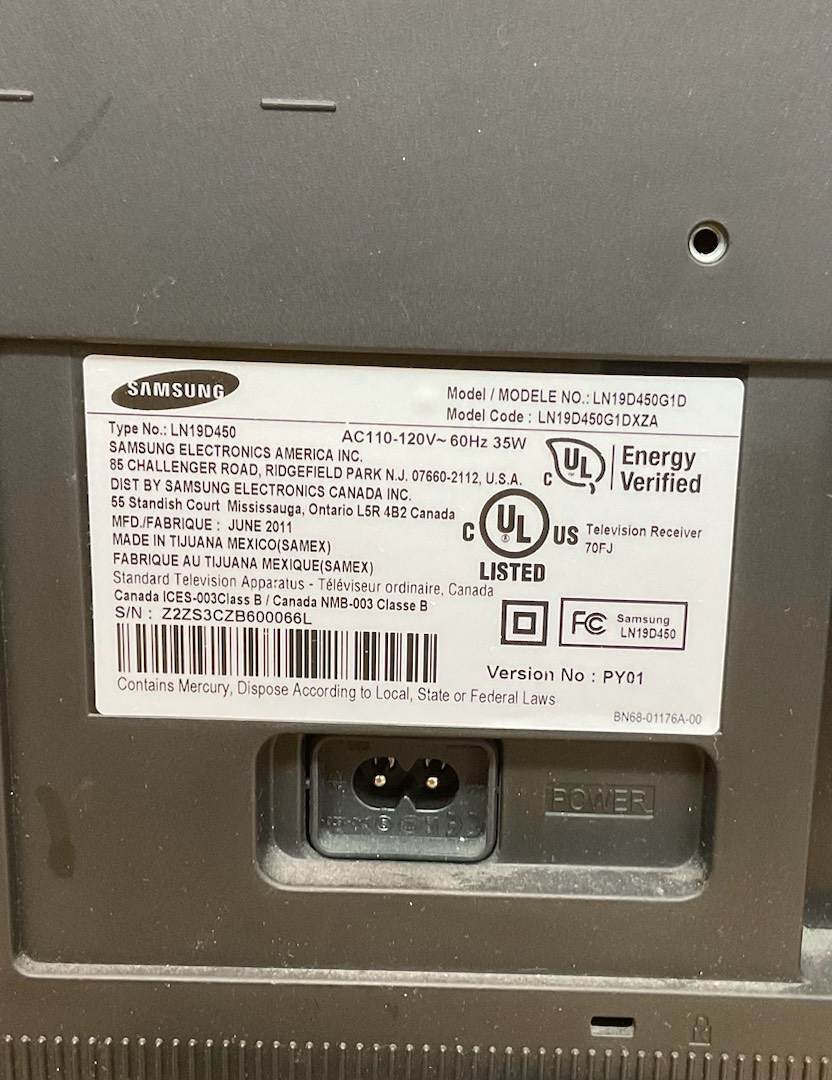 SAMSUNG
Model / MODELE NO.: LN19D450G1D
Model Code : LN19D450G1DXZA
Type No.: LN19D450
AC110-120V~ 60Hz 35W
SAMSUNG ELECTRONICS AMERICA INC.
85 CHALLENGER ROAD, RIDGEFIELD PARK N.J. 07660-2112, U.S.A.
DIST BY SAMSUNG ELECTRONICS CANADA INC.
55 Standish Court Mississauga, Ontario L5R 4B2 Canada
MFD./FABRIQUE : JUNE 2011
MADE IN TIJUANA MEXICO(SAMEX)
FABRIQUE AU TIJUANA MEXIQUE(SAMEX)
Standard Television Apparatus - Téléviseur ordinaire, Canada
Canada ICES-003Class B / Canada NMB-003 Classe B
S/N : Z2ZS3CZB600066L
C UL
Energy
Verified
C UL US
LISTED
Television Receiver
70FJ
FC
Samsung
LN19D450
Version No : PY01
Contains Mercury, Dispose According to Local, State or Federal Laws
BN68-01176A-00
POWER